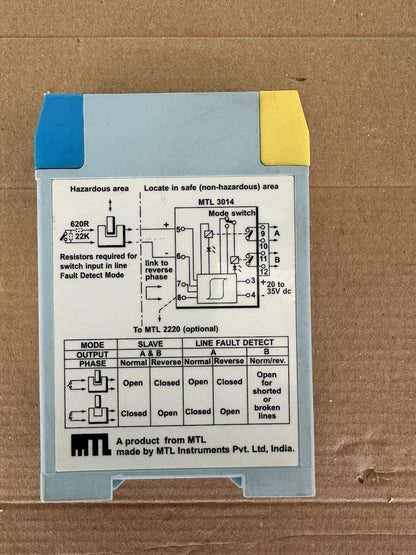 Hazardous area
Locate in safe (non-hazardous) area
MTL 3014
Mode switch
620R
22K
Resistors required for
switch input in line
Fault Detect Mode
+
-
link to
reverse
phase
5
6
7
8
9
10
11
12
A
B
3
4
+
-
20 to
35V dc
To MTL 2220 (optional)
MODE SLAVE LINE FAULT DETECT
OUTPUT A & B A B
PHASE Normal Reverse Normal Reverse Norm/rev.
Open Closed Open Closed
Closed Open Closed Open
Open
for
shorted
or
broken
lines
MTL
A product from MTL
made by MTL Instruments Pvt. Ltd, India.